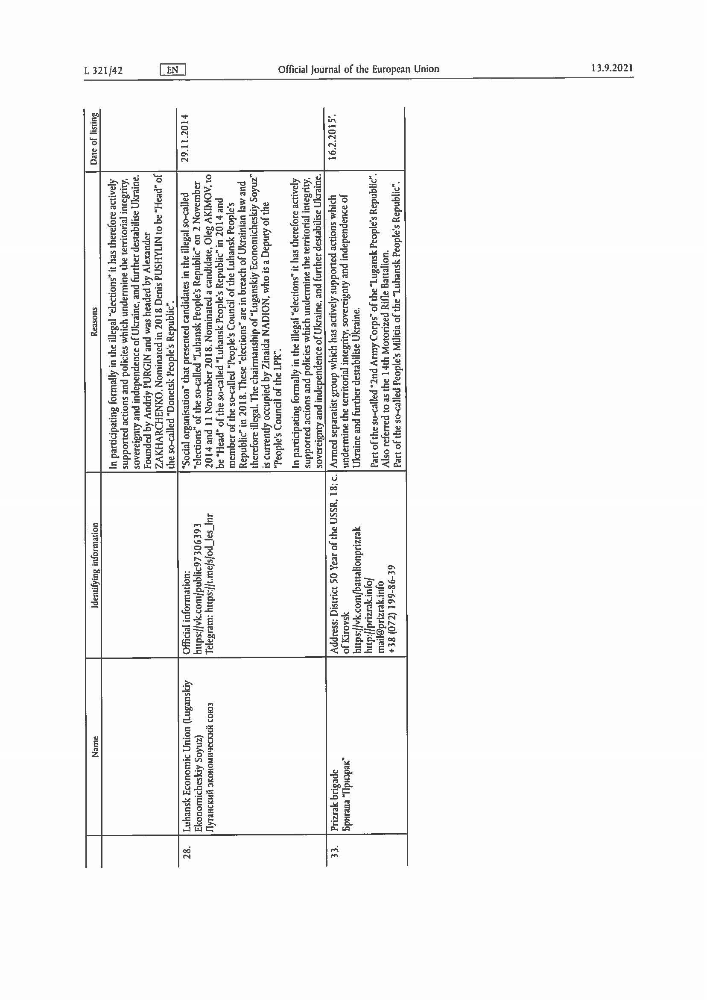 L 321/42 EN Official Journal of the European Union 13.9.2021
Name Identifying information Reasons Date of listing
In participating formally in the illegal “elections” it has therefore actively
supported actions and policies which undermine the territorial integrity,
sovereignty and independence of Ukraine, and further destabilise Ukraine.
Founded by Andriy PURGIN and was headed by Alexander
ZAKHARCHENKO. Nominated in 2018 Denis PUSHYLIN to be “Head” of
the so-called “Donetsk People’s Republic”.
28.
Luhansk Economic Union (Luganskiy
Ekonomicheskiy Soyuz)
Луганский экономический союз
Official information:
https://vk.com/public97306393
Telegram: https://t.me/s/od_les_lnr
“Social organisation” that presented candidates in the illegal so-called
“elections” of the so-called “Luhansk People’s Republic” on 2 November
2014 and 11 November 2018. Nominated a candidate, Oleg AKIMOV, to
be “Head” of the so-called “Luhansk People’s Republic” in 2014 and
member of the so-called “People’s Council of the Luhansk People’s
Republic” in 2018. These “elections” are in breach of Ukrainian law and
therefore illegal. The chairmanship of “Luganskiy Economicheskiy Soyuz”
is currently occupied by Zinaida NADION, who is a Deputy of the
“People’s Council of the LPR”.
In participating formally in the illegal “elections” it has therefore actively
supported actions and policies which undermine the territorial integrity,
sovereignty and independence of Ukraine, and further destabilise Ukraine.
29.11.2014
33.
Prizrak brigade
Бригада “Призрак”
Address: District 50 Year of the USSR, 18; c.
of Kirovsk
https://vk.com/battalionprizrak
http://prizrak.info/
mail@prizrak.info
+38 (072) 199-86-39
Armed separatist group which has actively supported actions which
undermine the territorial integrity, sovereignty and independence of
Ukraine and further destabilise Ukraine.
Part of the so-called “2nd Army Corps” of the “Lugansk People’s Republic”.
Also referred to as the 14th Motorized Rifle Battalion.
Part of the so-called People’s Militia of the “Luhansk People’s Republic”.
16.2.2015’.